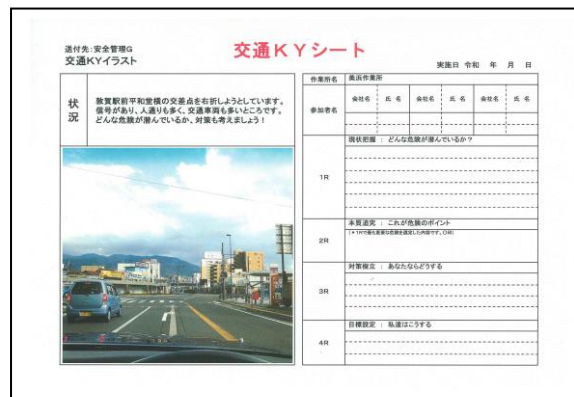 送付先:安全管理G
交通KYイラスト
交通KYシート
実施日 令和 年 月 日
状況
敦賀駅前平和堂横の交差点を右折しようとしています。
信号があり、人通りも多く、交通車両も多いところです。
どんな危険が潜んでいるか、対策も考えましょう!
作業所名
美浜作業所
参加者名
会社名 氏名 会社名 氏名 会社名 氏名
1R
現状把握 : どんな危険が潜んでいるか?
2R
本質追究 : これが危険のポイント
3R
対策樹立 : あなたならどうする
4R
目標設定 : 私達はこうする